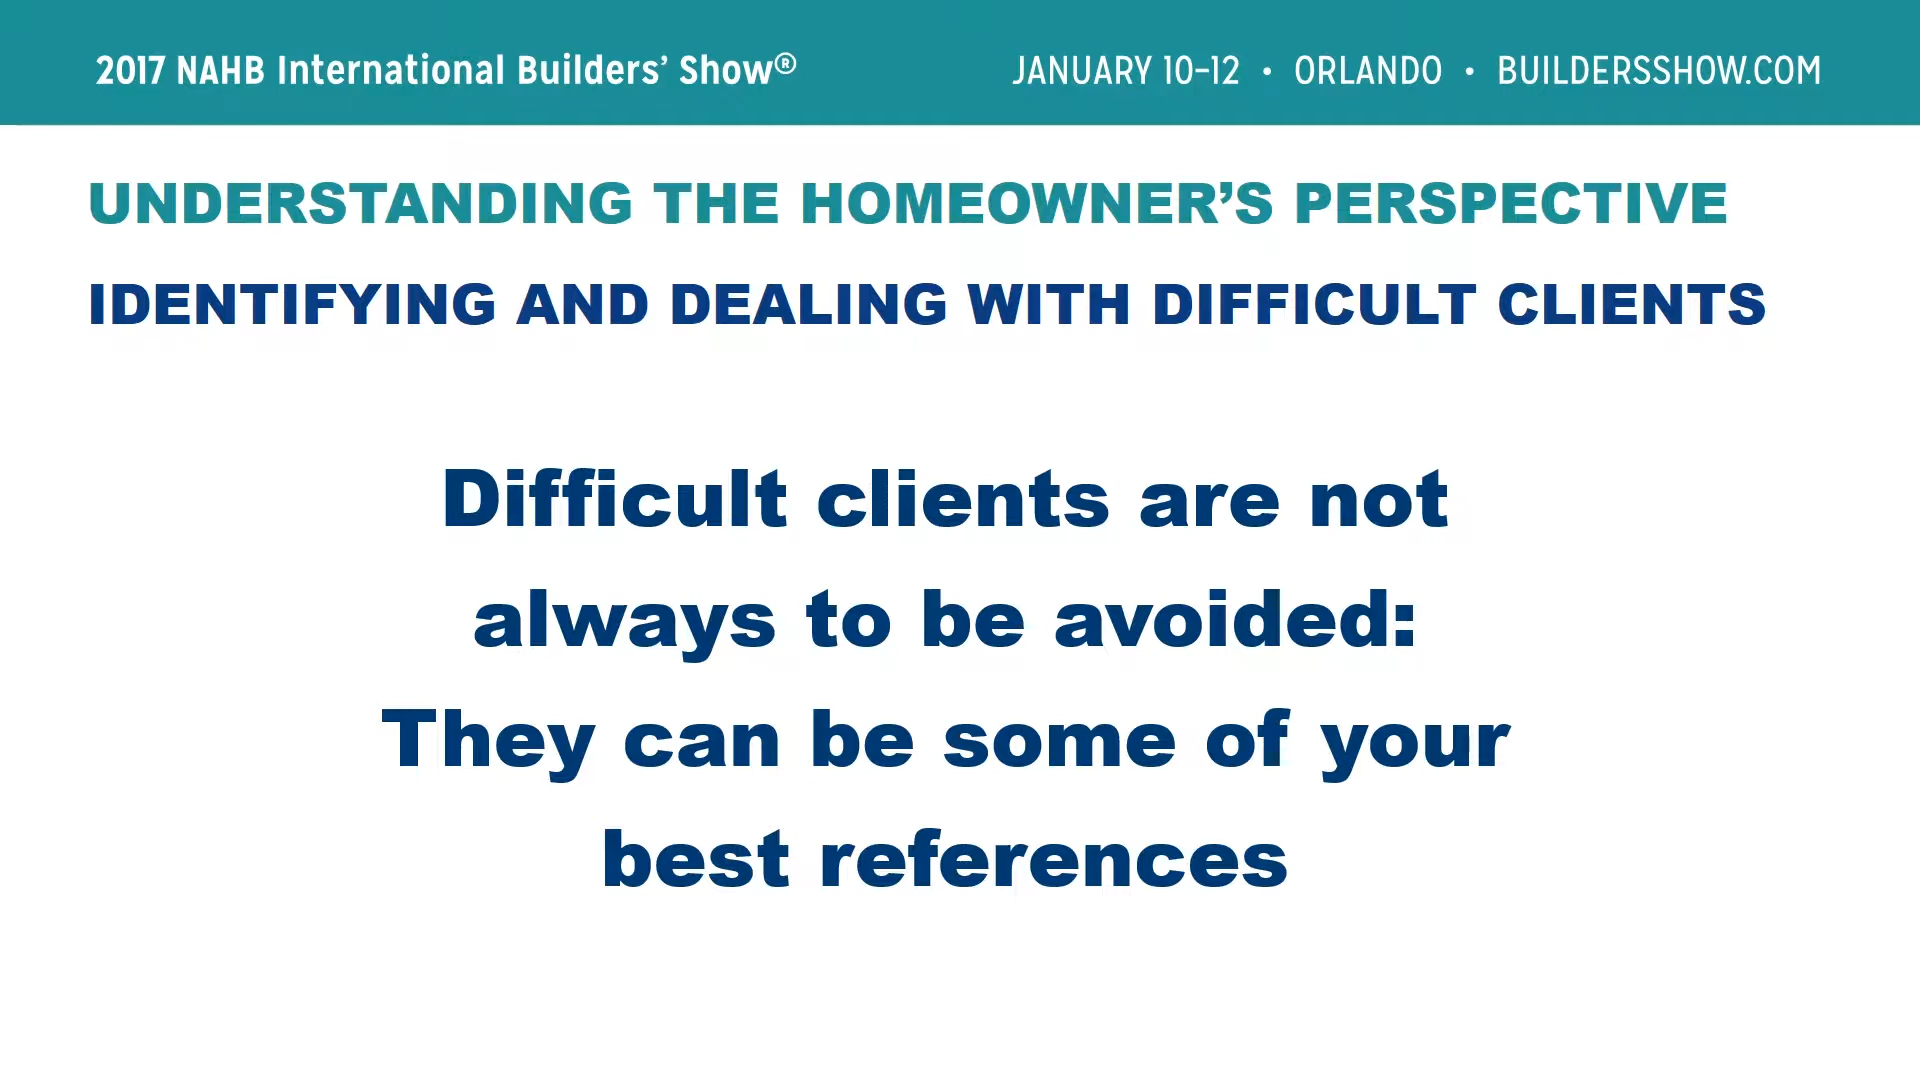 2017 NAHB International Builders’ Show®
JANUARY 10–12 • ORLANDO • BUILDERSSHOW.COM
UNDERSTANDING THE HOMEOWNER’S PERSPECTIVE
IDENTIFYING AND DEALING WITH DIFFICULT CLIENTS
Difficult clients are not
always to be avoided:
They can be some of your
best references